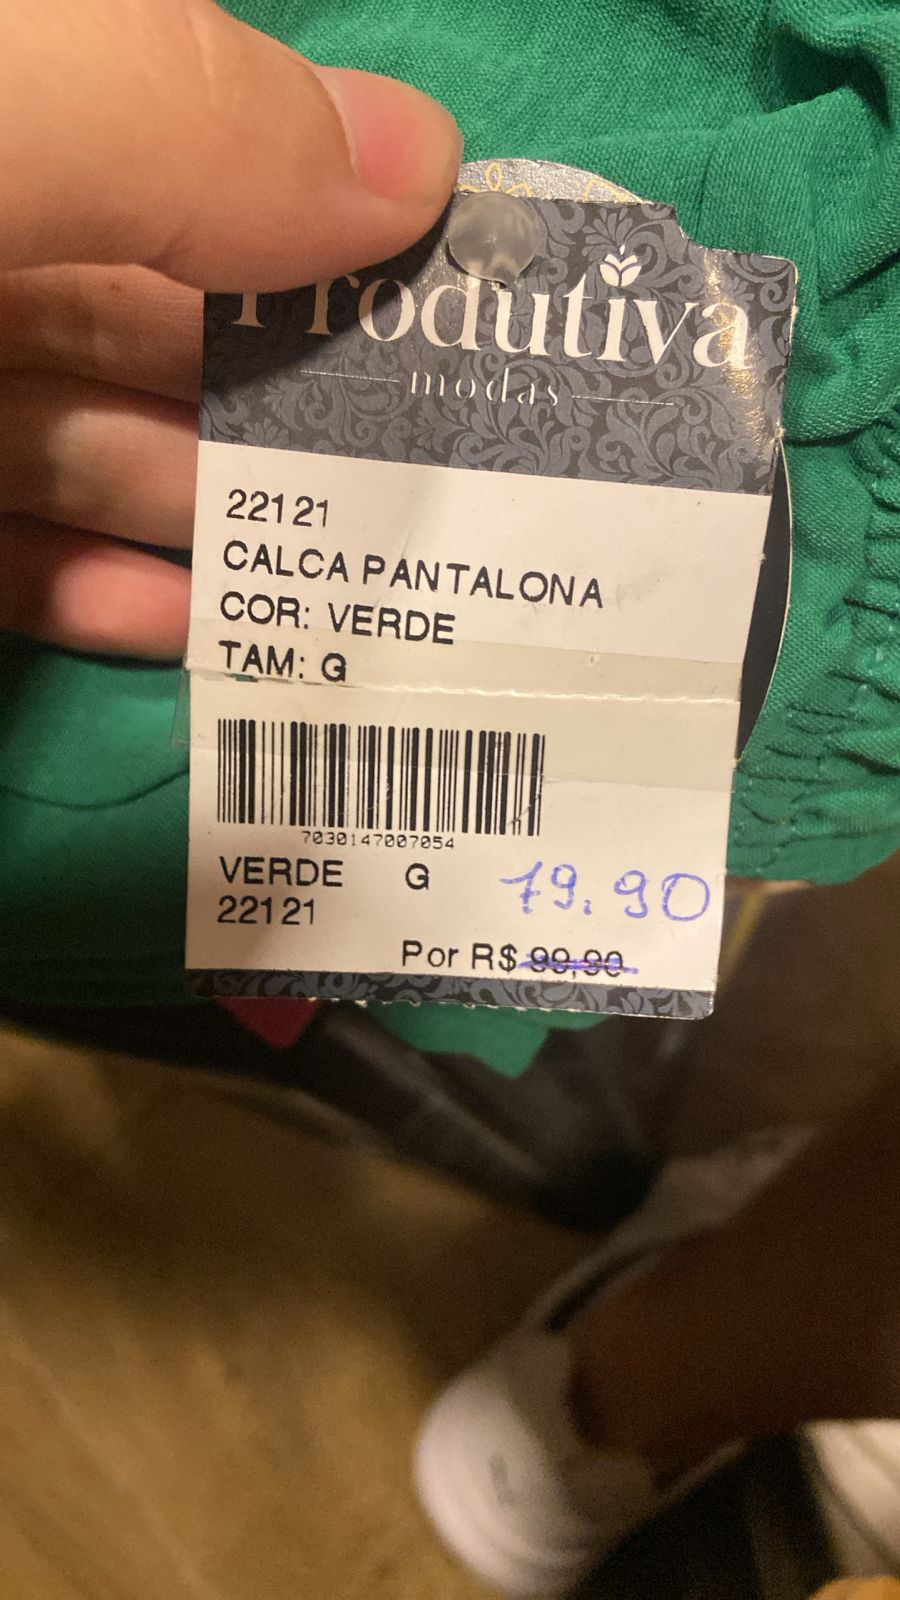 Produtiva
modas
22121
CALCA PANTALONA
COR: VERDE
TAM: G
7030147007054
VERDE G 79.90
22121
Por R$ 99,90